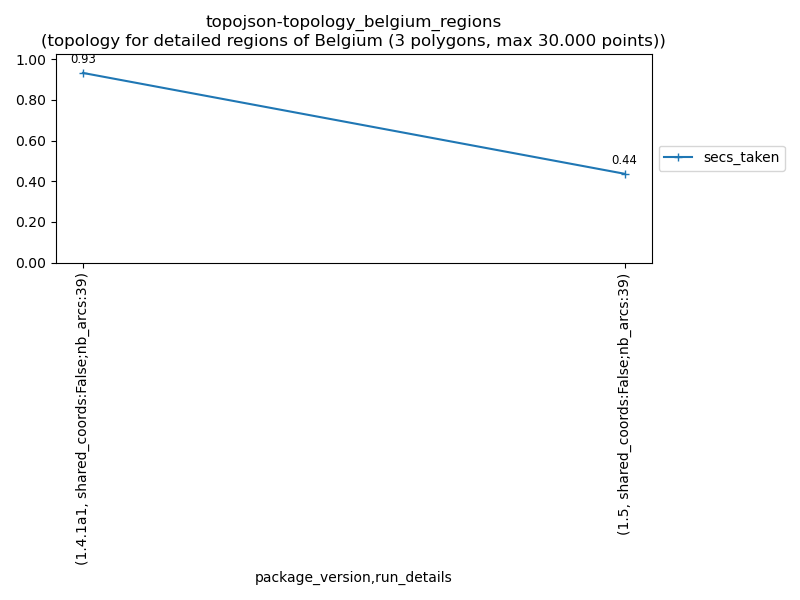 topojson-topology_belgium_regions
(topology for detailed regions of Belgium (3 polygons, max 30.000 points))
1.00
0.80
0.60
0.40
0.20
0.00
0.93
0.44
secs_taken
(1.4.1a1, shared_coords:False;nb_arcs:39)
(1.5, shared_coords:False;nb_arcs:39)
package_version,run_details